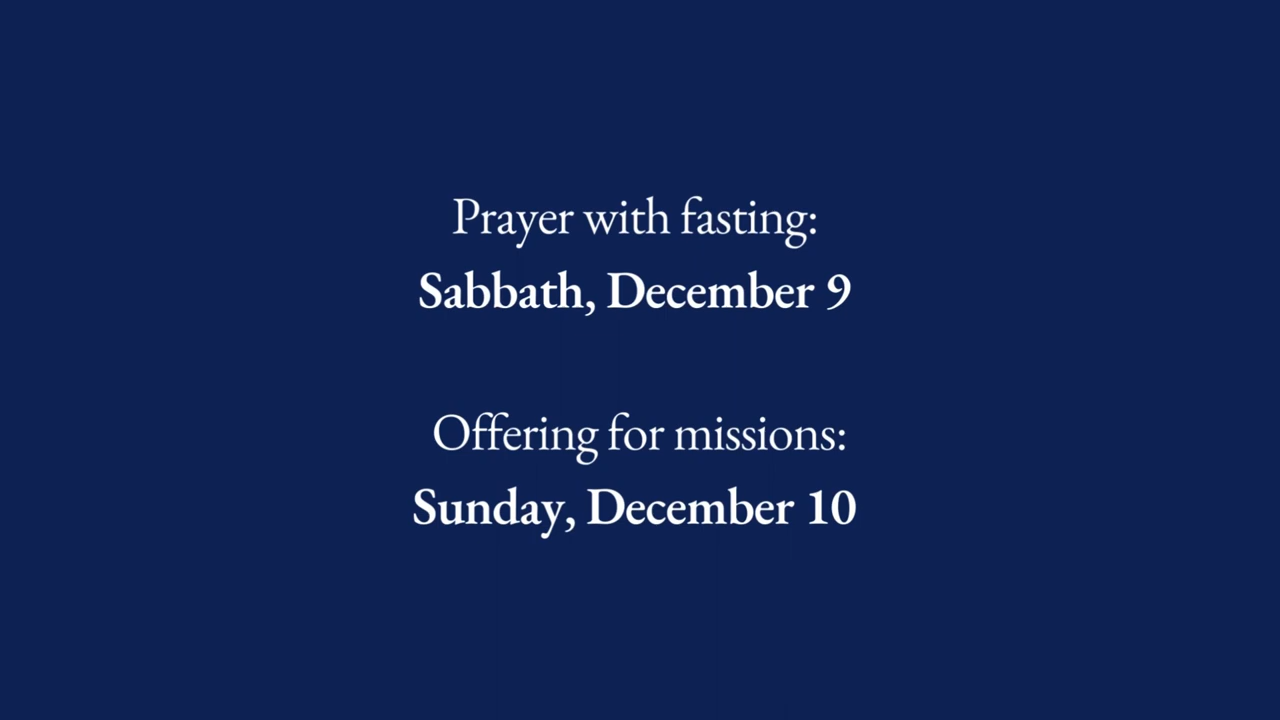 Prayer with fasting:
Sabbath, December 9
Offering for missions:
Sunday, December 10